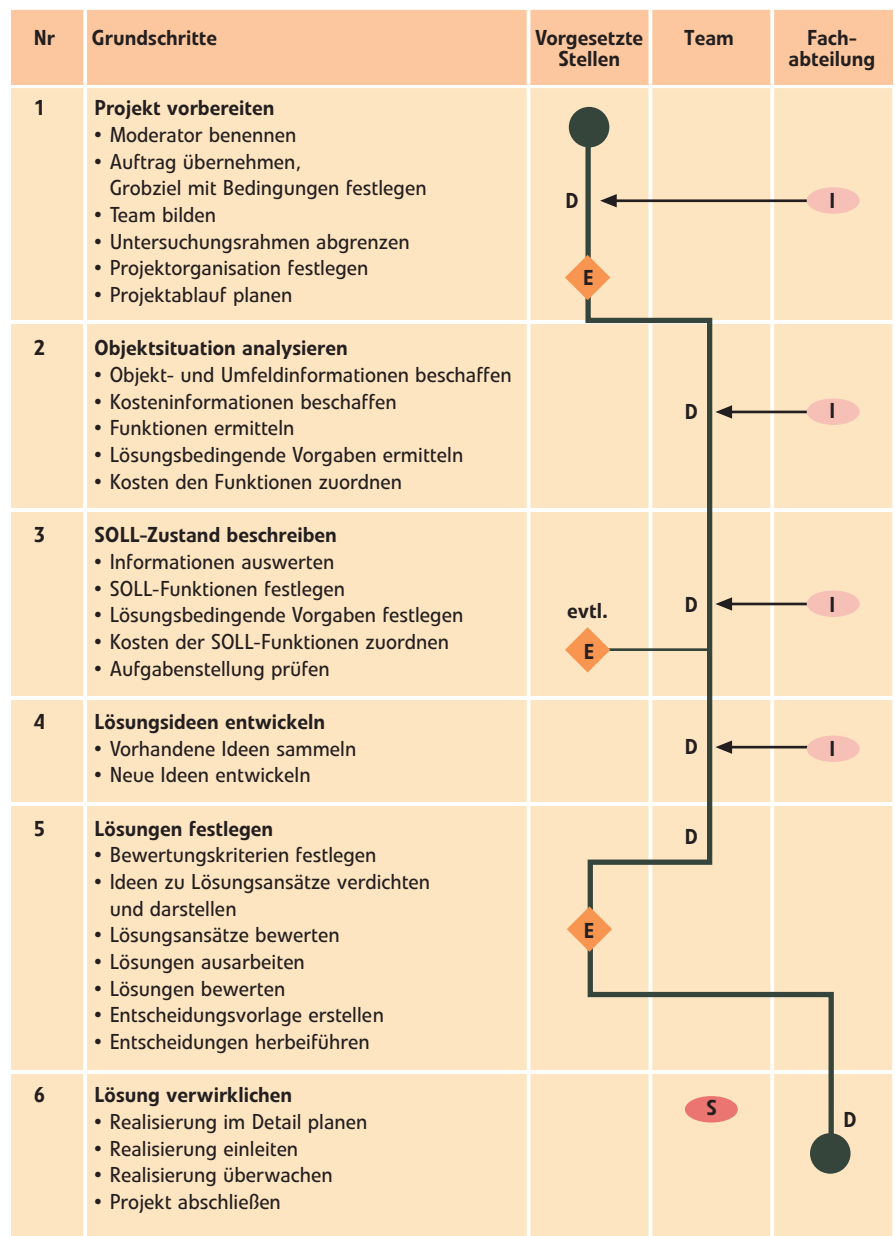 Nr Grundschritte Vorgesetzte Stellen Team Fach-abteilung
1 Projekt vorbereiten
• Moderator benennen
• Auftrag übernehmen,
Grobziel mit Bedingungen festlegen
D I
• Team bilden
• Untersuchungsrahmen abgrenzen
• Projektorganisation festlegen
E
• Projektablauf planen
2 Objektsituation analysieren
• Objekt- und Umfeldinformationen beschaffen
• Kosteninformationen beschaffen
D I
• Funktionen ermitteln
• Lösungsbedingende Vorgaben ermitteln
• Kosten den Funktionen zuordnen
3 SOLL-Zustand beschreiben
• Informationen auswerten
• SOLL-Funktionen festlegen
• Lösungsbedingende Vorgaben festlegen
evtl. D I
• Kosten der SOLL-Funktionen zuordnen
E
• Aufgabenstellung prüfen
4 Lösungsideen entwickeln
• Vorhandene Ideen sammeln
D I
• Neue Ideen entwickeln
5 Lösungen festlegen
D
• Bewertungskriterien festlegen
• Ideen zu Lösungsansätze verdichten
und darstellen
• Lösungsansätze bewerten
E
• Lösungen ausarbeiten
• Lösungen bewerten
• Entscheidungsvorlage erstellen
• Entscheidungen herbeiführen
6 Lösung verwirklichen
S
• Realisierung im Detail planen
D
• Realisierung einleiten
• Realisierung überwachen
• Projekt abschließen